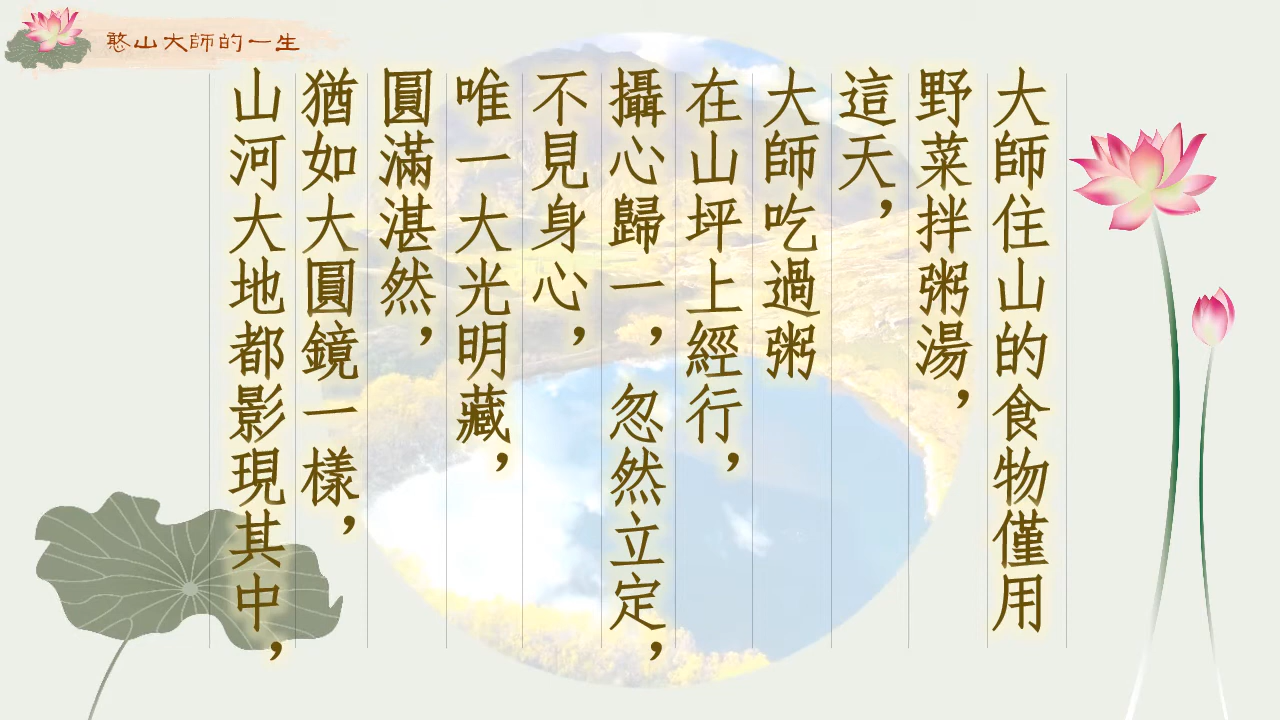 憨山大師的一生
大師住山的食物僅用
野菜拌粥湯，
這天，
大師吃過粥
在山坪上經行，
攝心歸一，忽然立定，
不見身心，
唯一大光明藏，
圓滿湛然，
猶如大圓鏡一樣，
山河大地都影現其中，